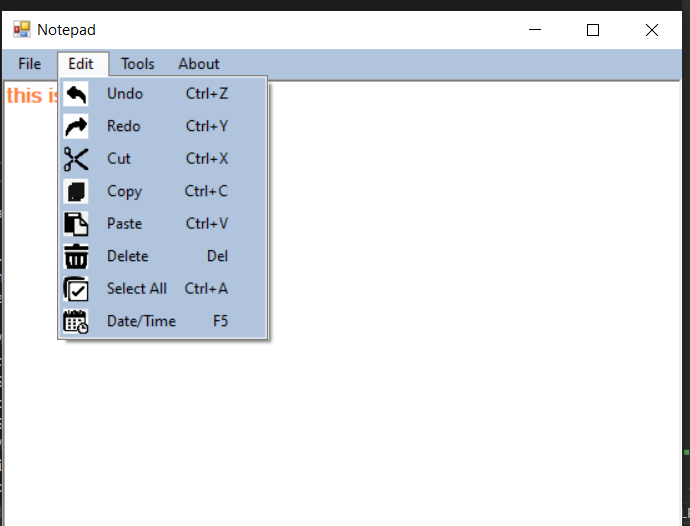 Notepad
File Edit Tools About
this is
Undo Ctrl+Z
Redo Ctrl+Y
Cut Ctrl+X
Copy Ctrl+C
Paste Ctrl+V
Delete Del
Select All Ctrl+A
Date/Time F5